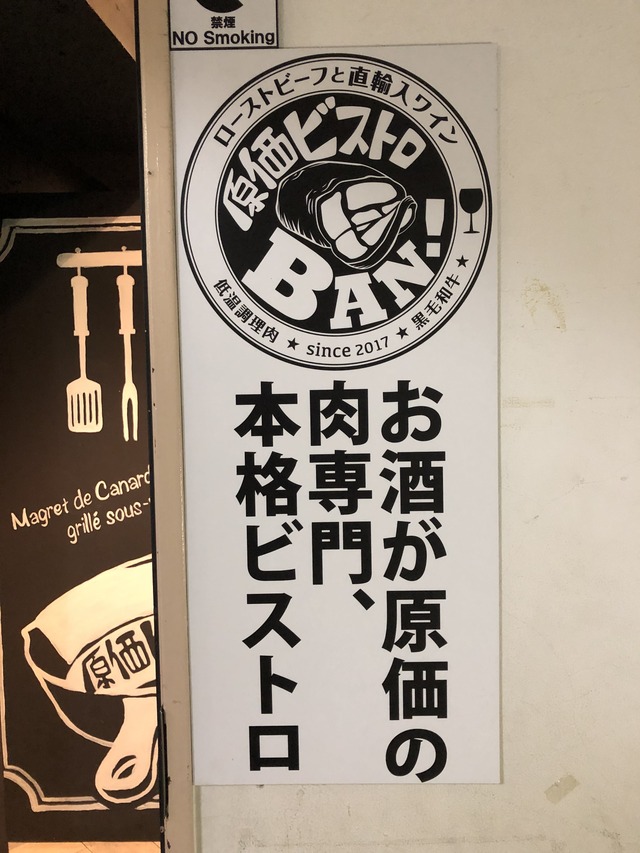 禁煙
NO Smoking
ローストビーフと直輸入ワイン
原価ビストロ
BAN!
低温調理肉 ★ since 2017 ★ 黒毛和牛 ★
お酒が原価の
肉専門、
本格ビストロ
Magret de Canard
grillé sous-
原価ビ